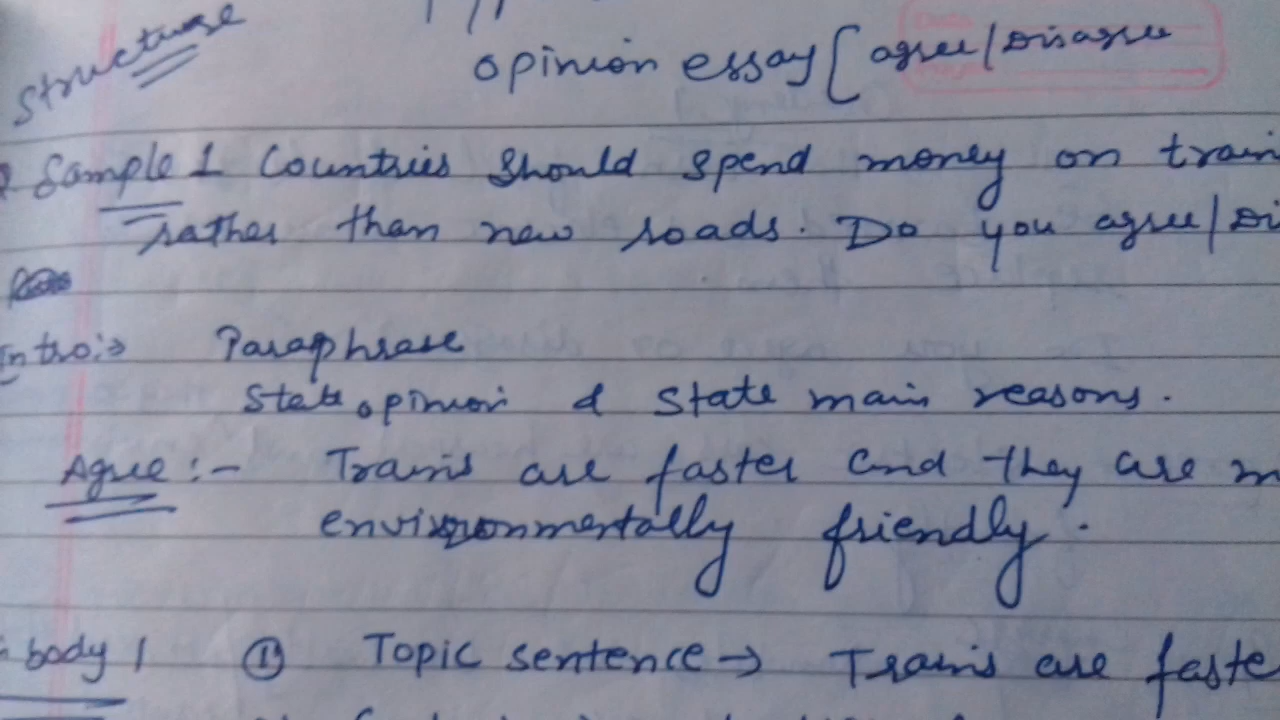 Structure
opinion essay [ agree/Disagree
Sample 1 Countries should spend money on train
rather than new roads. Do you agree/Di
Intro:→ Paraphrase
State opinion & state main reasons.
Agree :- Trains are faster and they are m
environmentally friendly.
body 1 ① Topic sentence → Trains are faste